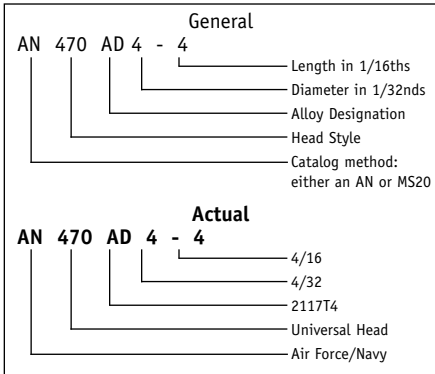 General
AN 470 AD 4 - 4
Length in 1/16ths
Diameter in 1/32nds
Alloy Designation
Head Style
Catalog method:
either an AN or MS20
Actual
AN 470 AD 4 - 4
4/16
4/32
2117T4
Universal Head
Air Force/Navy